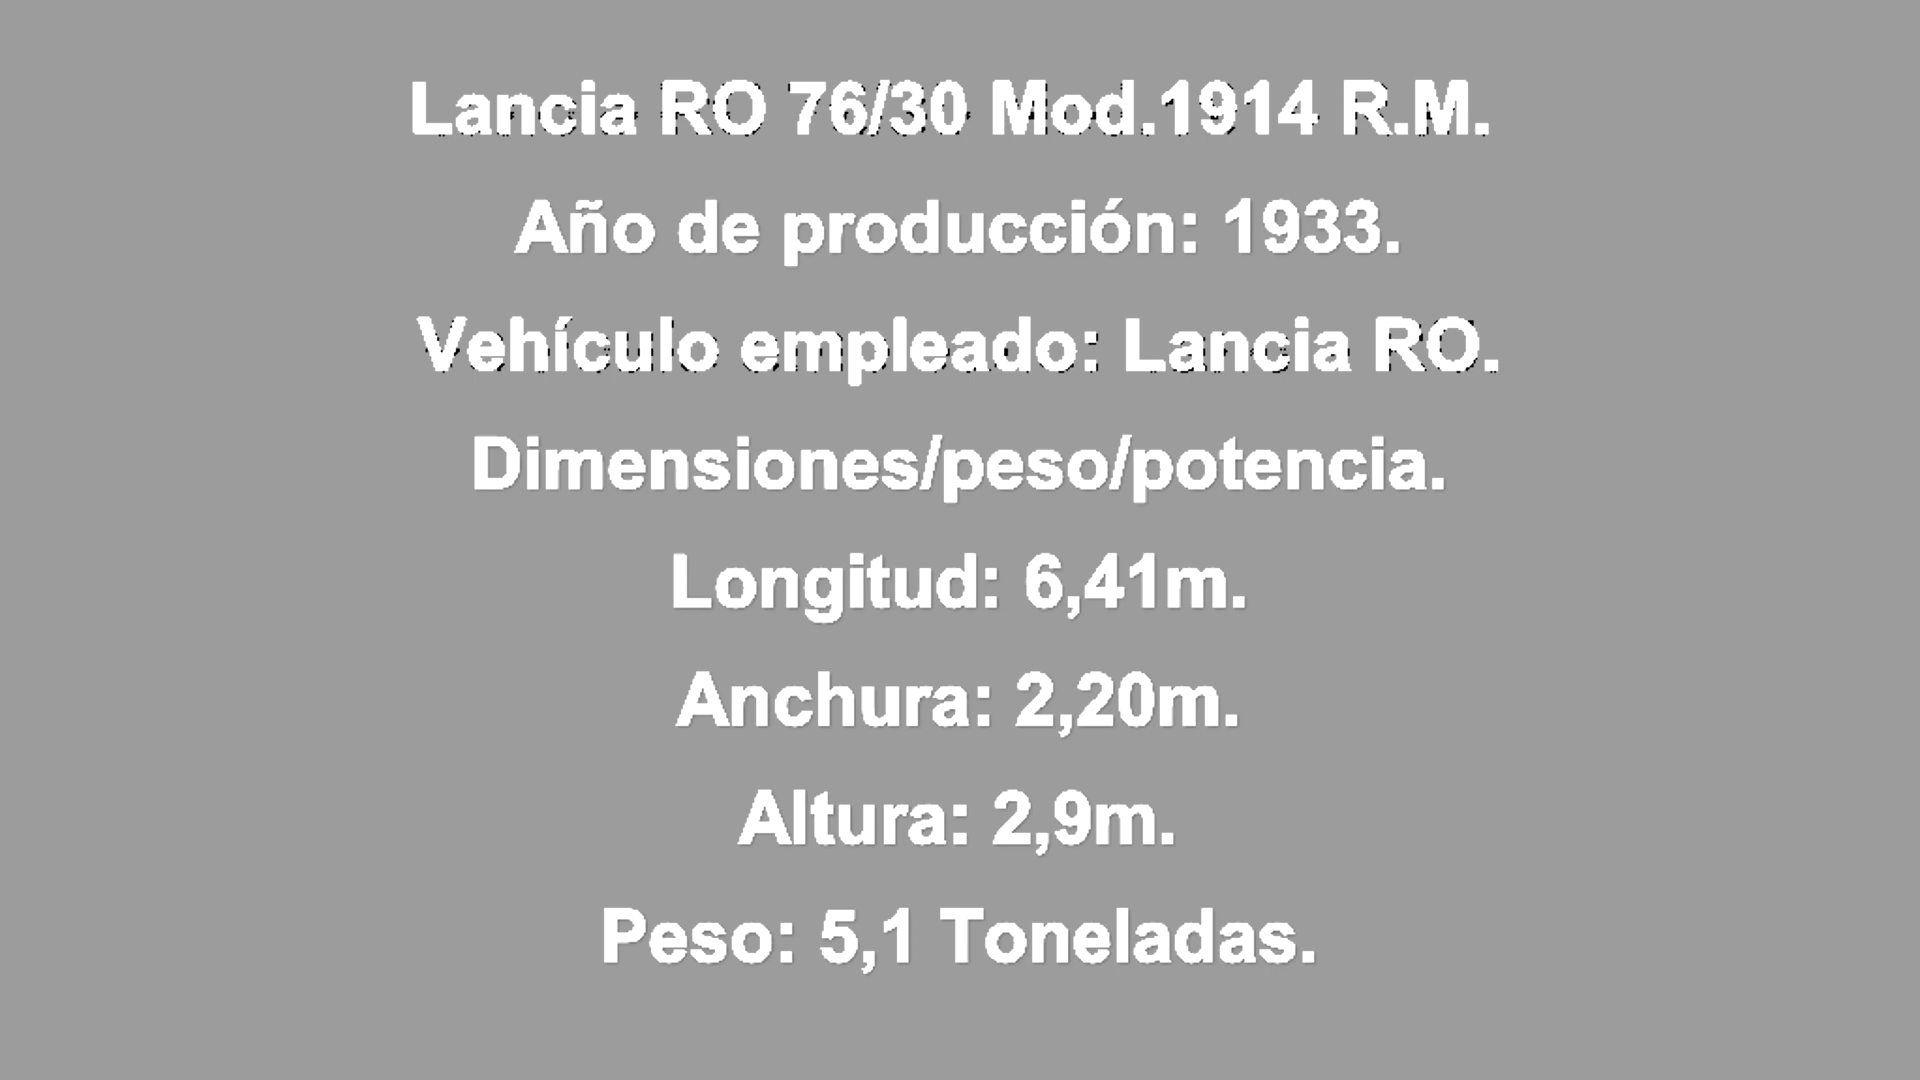 Lancia RO 76/30 Mod.1914 R.M.
Año de producción: 1933.
Vehículo empleado: Lancia RO.
Dimensiones/peso/potencia.
Longitud: 6,41m.
Anchura: 2,20m.
Altura: 2,9m.
Peso: 5,1 Toneladas.